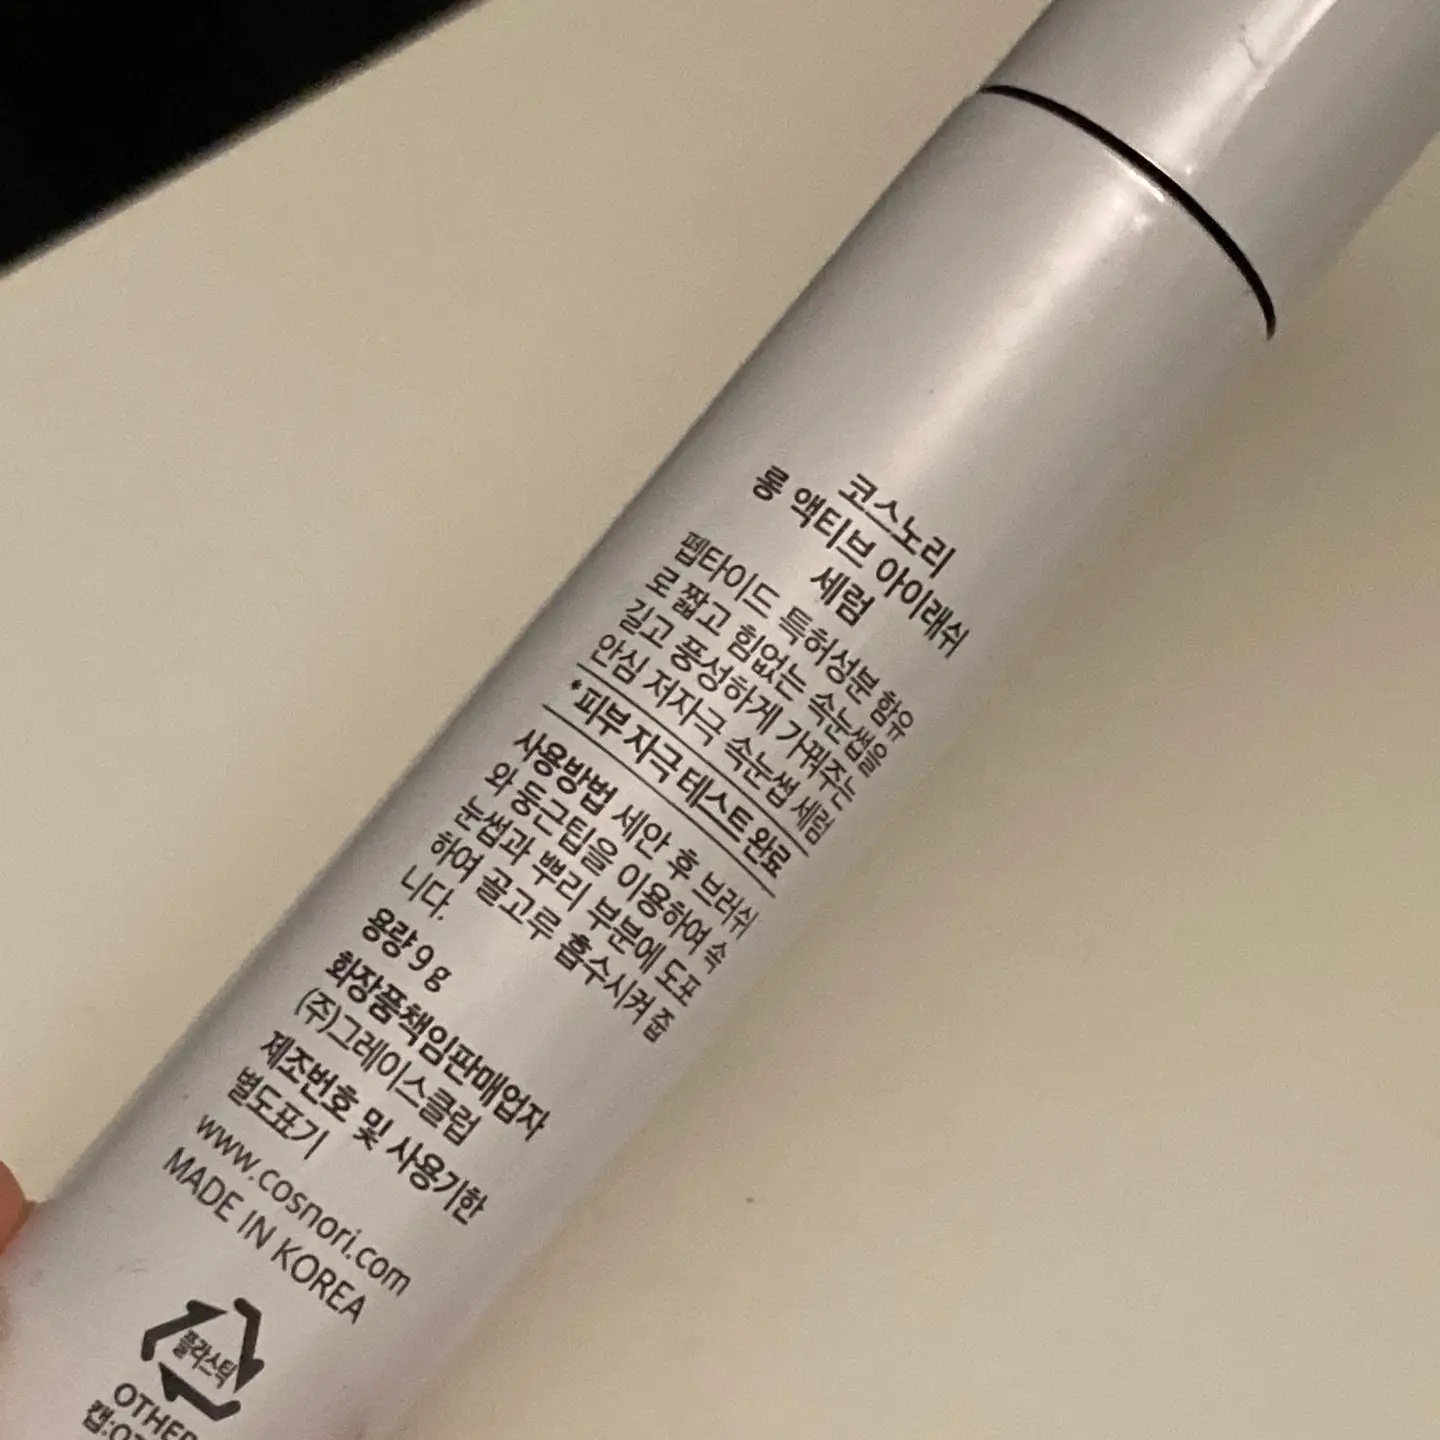 코스노리
롱 액티브 아이래쉬
세럼
펩타이드 특허성분 함유
로 짧고 힘없는 속눈썹을
길고 풍성하게 가꿔주는
안심 저자극 속눈썹 세럼
*피부 자극 테스트 완료
사용방법 세안 후 브러쉬
와 둥근팁을 이용하여 속
눈썹과 뿌리 부분에 도포
하여 골고루 흡수시켜 줍
니다.
용량 9 g
화장품책임판매업자
(주)그레이스클럽
제조번호 및 사용기한
별도표기
www.cosnori.com
MADE IN KOREA
플라스틱
OTHER
캡:OT